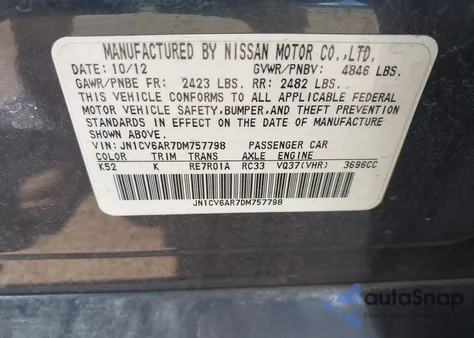 MANUFACTURED BY NISSAN MOTOR CO.,LTD.
DATE: 10/12 GVWR/PNBV: 4846 LBS.
GAWR/PNBE FR: 2423 LBS. RR: 2482 LBS.
THIS VEHICLE CONFORMS TO ALL APPLICABLE FEDERAL
MOTOR VEHICLE SAFETY,BUMPER,AND THEFT PREVENTION
STANDARDS IN EFFECT ON THE DATE OF MANUFACTURE
SHOWN ABOVE.
VIN: JN1CV6AR7DM757798 PASSENGER CAR
COLOR TRIM TRANS AXLE ENGINE
K52 K RE7R01A RC33 VQ37(VHR) 3696CC
JN1CV6AR7DM757798
autoSnap